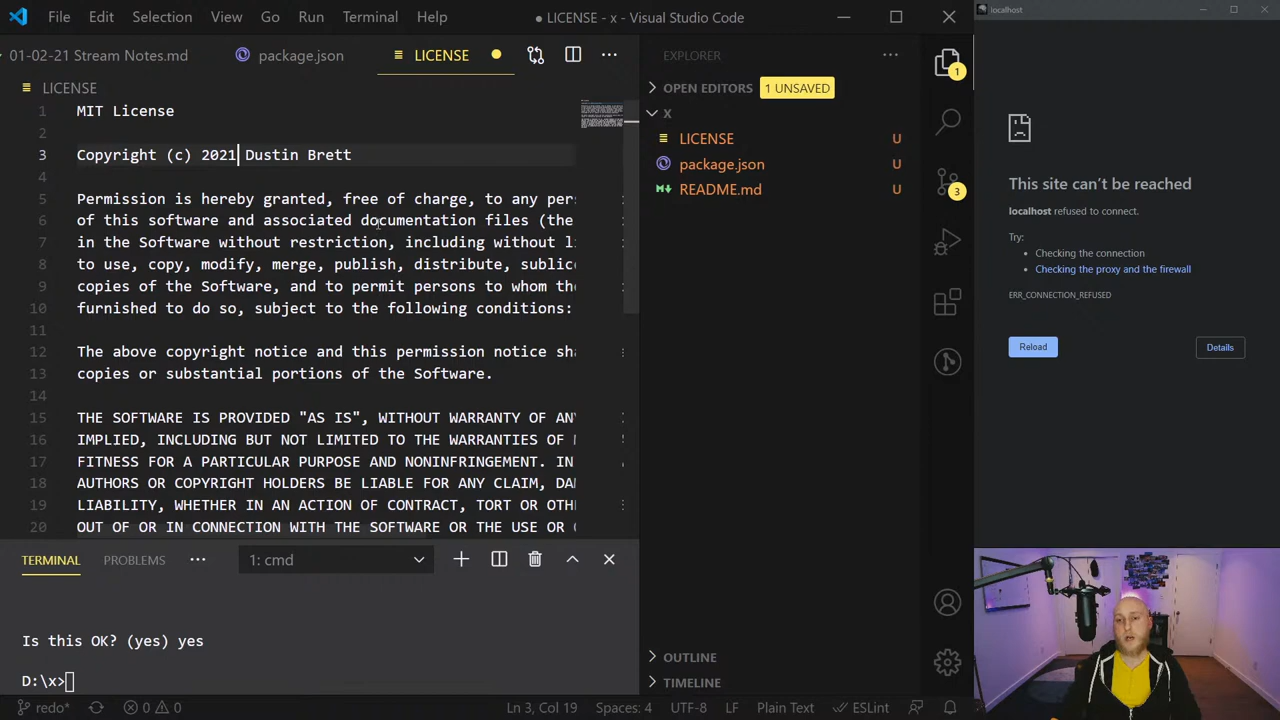 File Edit Selection View Go Run Terminal Help
● LICENSE - x - Visual Studio Code
01-02-21 Stream Notes.md
package.json
LICENSE
LICENSE
1 MIT License
2
3 Copyright (c) 2021 Dustin Brett
4
5 Permission is hereby granted, free of charge, to any per
6 of this software and associated documentation files (the
7 in the Software without restriction, including without li
8 to use, copy, modify, merge, publish, distribute, sublic
9 copies of the Software, and to permit persons to whom the
10 furnished to do so, subject to the following conditions:
11
12 The above copyright notice and this permission notice sha
13 copies or substantial portions of the Software.
14
15 THE SOFTWARE IS PROVIDED "AS IS", WITHOUT WARRANTY OF AN
16 IMPLIED, INCLUDING BUT NOT LIMITED TO THE WARRANTIES OF
17 FITNESS FOR A PARTICULAR PURPOSE AND NONINFRINGEMENT. IN
18 AUTHORS OR COPYRIGHT HOLDERS BE LIABLE FOR ANY CLAIM, DA
19 LIABILITY, WHETHER IN AN ACTION OF CONTRACT, TORT OR OTH
20 OUT OF OR IN CONNECTION WITH THE SOFTWARE OR THE USE OR
TERMINAL PROBLEMS ··· 1: cmd
Is this OK? (yes) yes
D:\x>
EXPLORER
OPEN EDITORS 1 UNSAVED
X
LICENSE U
package.json U
README.md U
OUTLINE
TIMELINE
1
3
redo* 0 0 Ln 3, Col 19 Spaces: 4 UTF-8 LF Plain Text ESLint
localhost
This site can't be reached
localhost refused to connect.
Try:
• Checking the connection
• Checking the proxy and the firewall
ERR_CONNECTION_REFUSED
Reload
Details